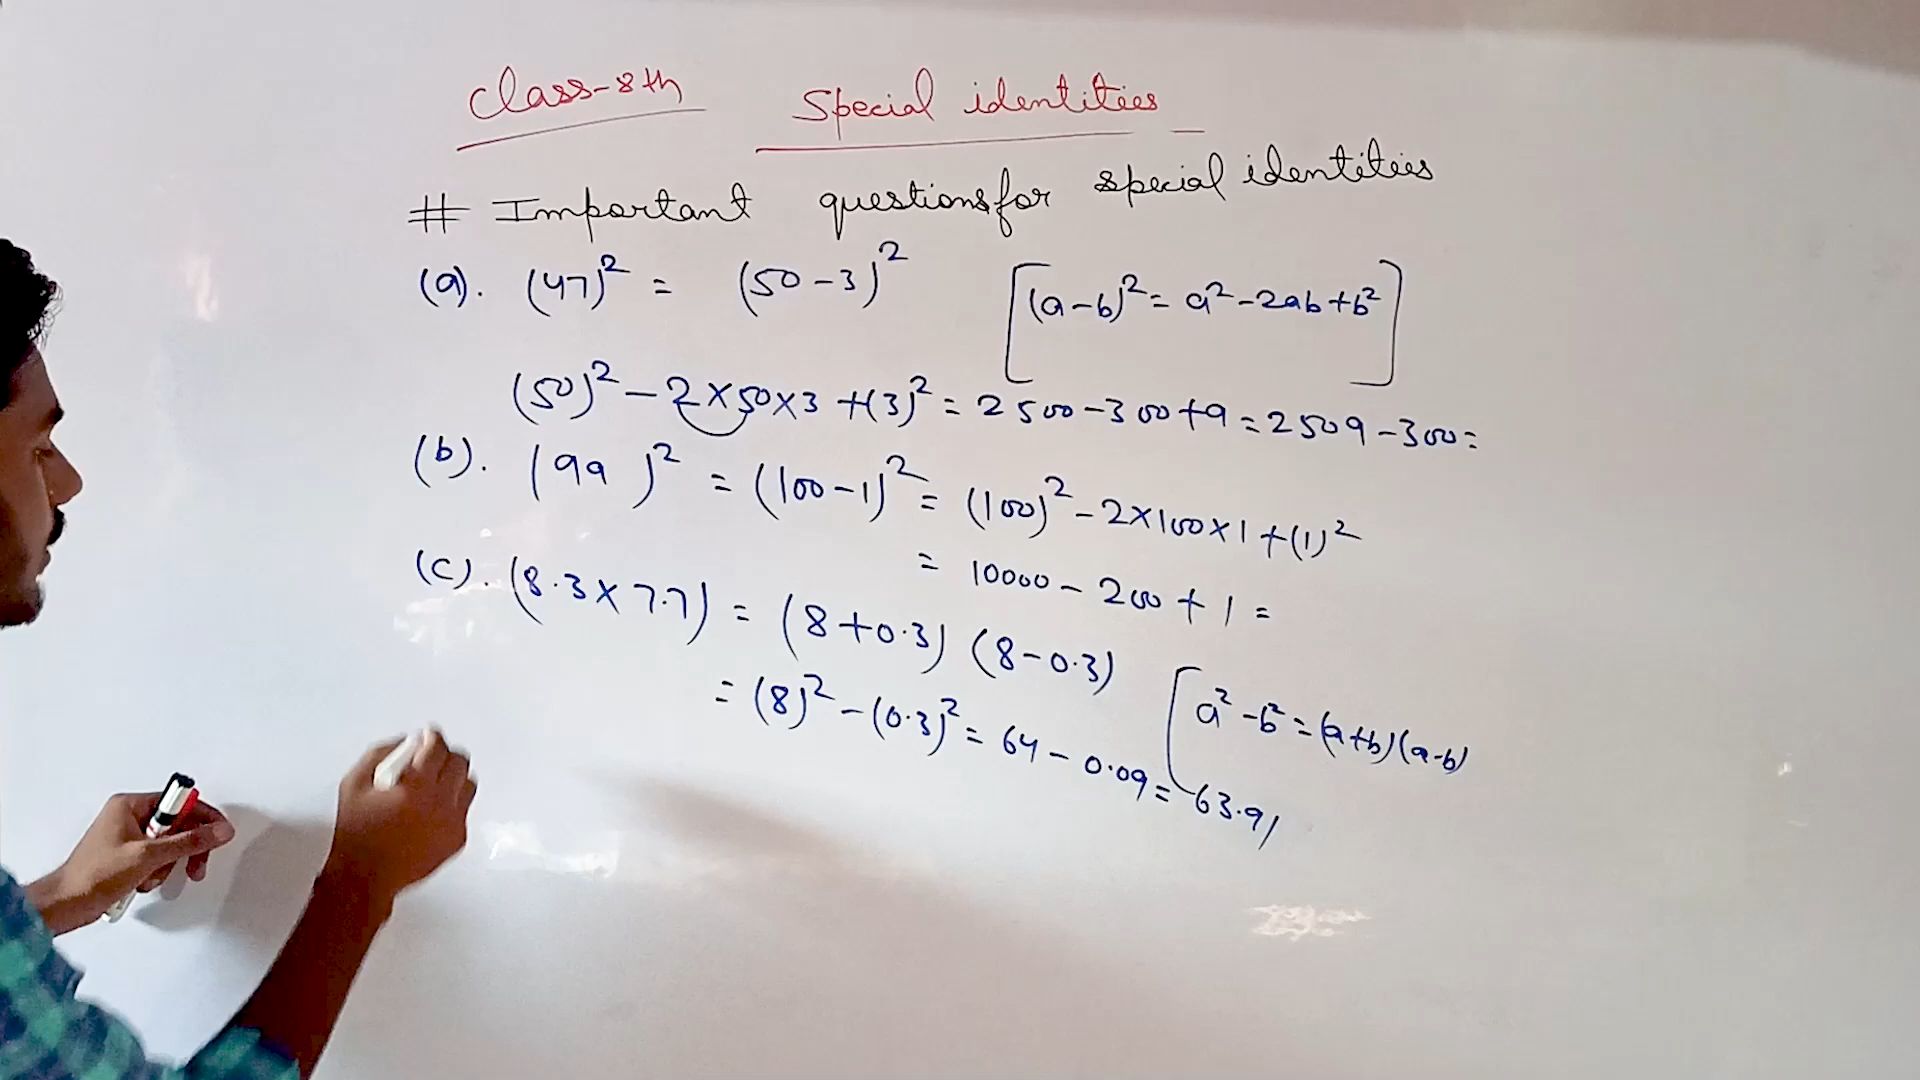 Class-8th Special identities
# Important questions for special identities
(a). (47)² = (50-3)² [(a-b)² = a²-2ab+b²]
(50)² - 2×50×3 +(3)² = 2500-300+9 = 2509-300=
(b). (99)² = (100-1)² = (100)² - 2×100×1 +(1)²
= 10000 - 200 + 1 =
(c). (8.3×7.7) = (8+0.3) (8-0.3)
= (8)² - (0.3)² = 64 - 0.09 = 63.91
[a²-b² = (a+b)(a-b)